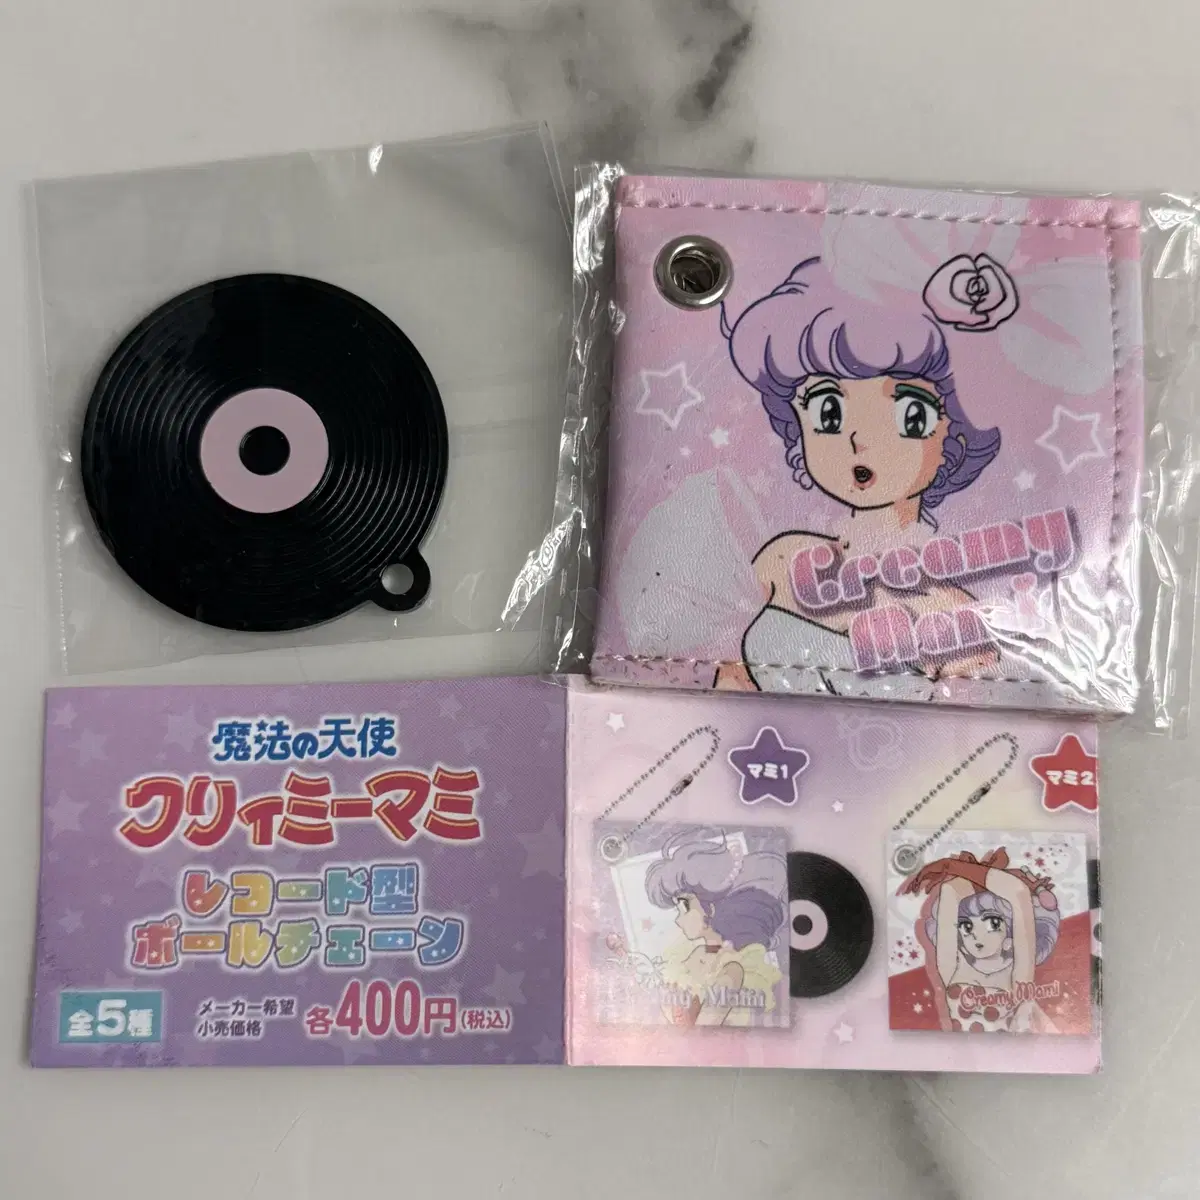 Creamy
Mami
魔法の天使
クリィミーマミ
レコード型
ボールチェーン
全5種
メーカー希望
小売価格
各400円(税込)
マミ1
マミ2
Mami
Creamy Mami